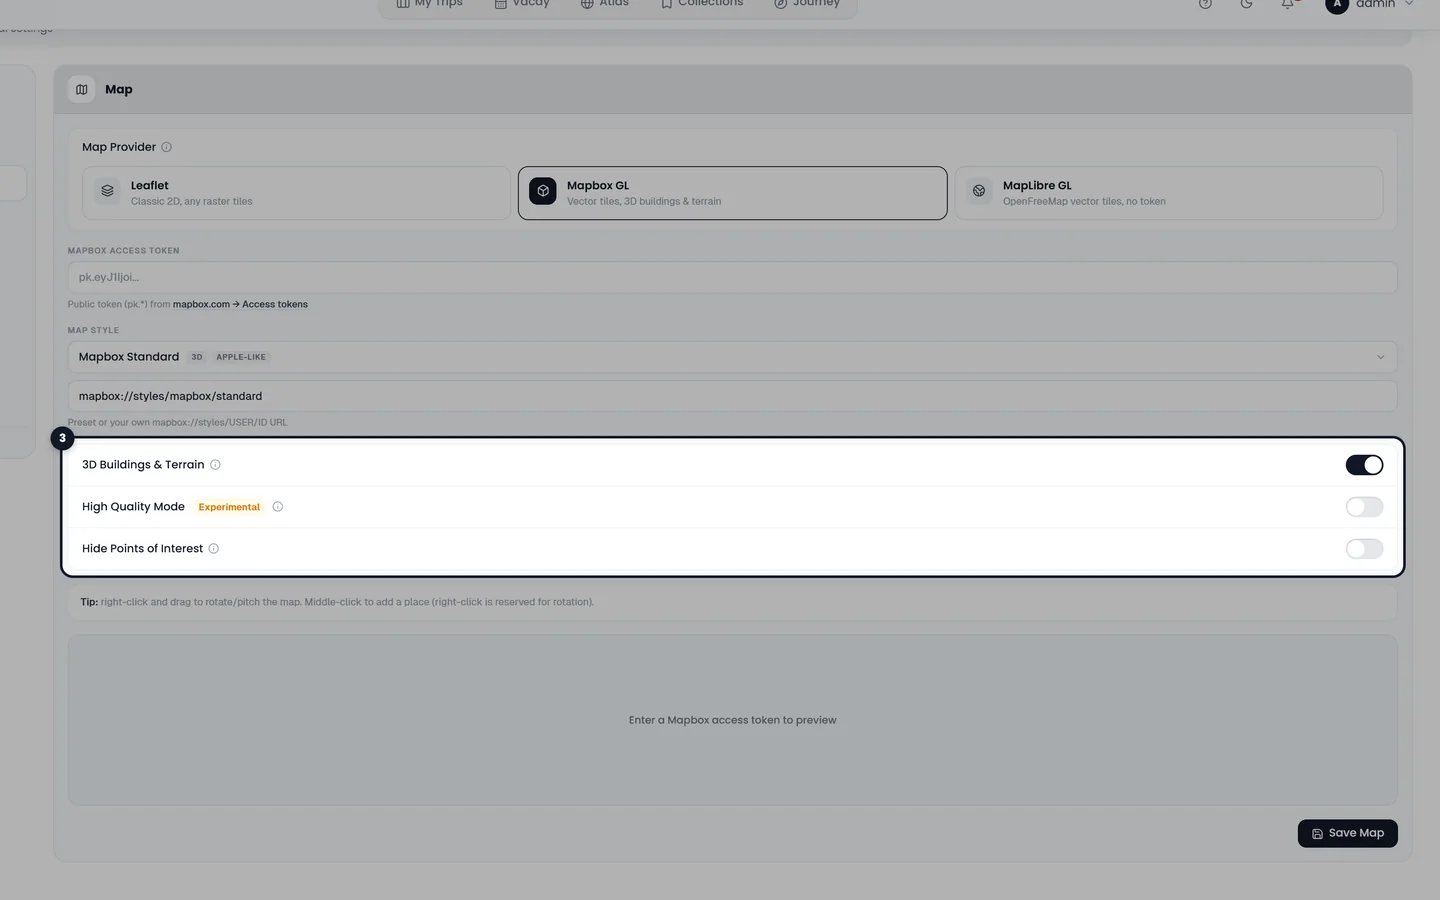 My Trips
Vacay
Atlas
Collections
Journey
A
admin
Map
Map Provider
Leaflet
Classic 2D, any raster tiles
Mapbox GL
Vector tiles, 3D buildings & terrain
MapLibre GL
OpenFreeMap vector tiles, no token
MAPBOX ACCESS TOKEN
pk.eyJ1Ijoi...
Public token (pk.*) from mapbox.com → Access tokens
MAP STYLE
Mapbox Standard 3D APPLE-LIKE
mapbox://styles/mapbox/standard
Preset or your own mapbox://styles/USER/ID URL
3
3D Buildings & Terrain
High Quality Mode Experimental
Hide Points of Interest
Tip: right-click and drag to rotate/pitch the map. Middle-click to add a place (right-click is reserved for rotation).
Enter a Mapbox access token to preview
Save Map